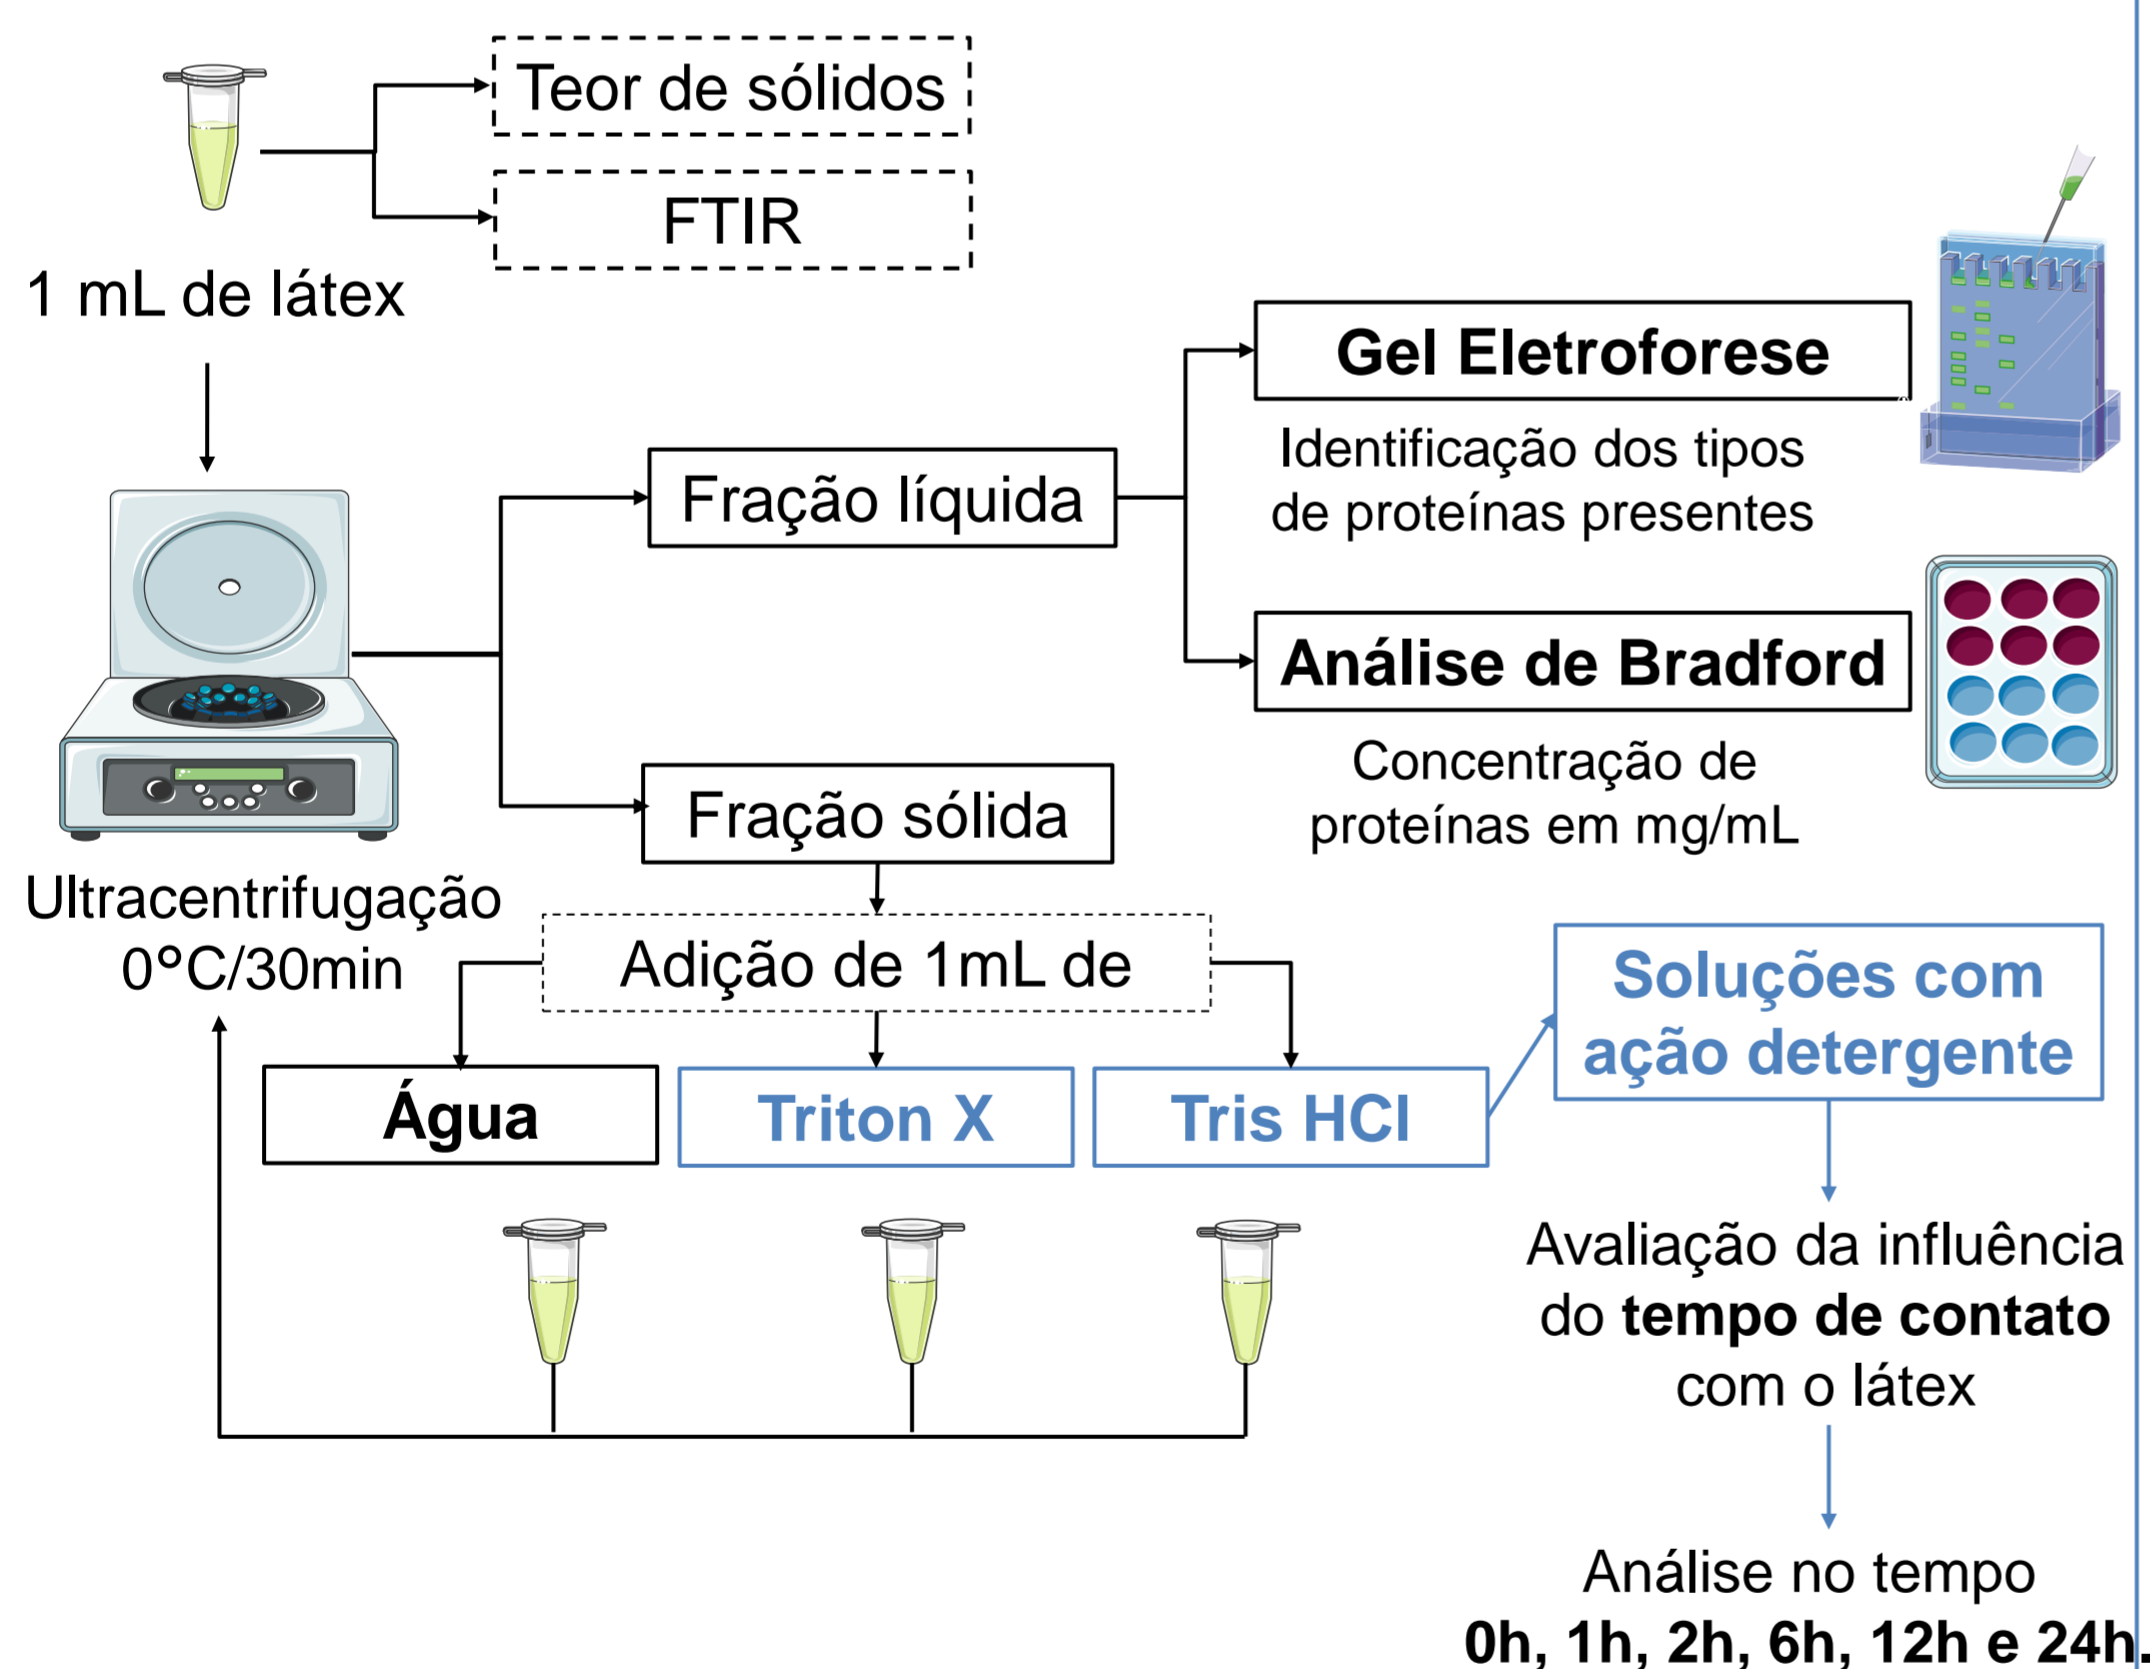 Teor de sólidos
FTIR
1 mL de látex
Gel Eletroforese
Identificação dos tipos
de proteínas presentes
Fração líquida
Análise de Bradford
Concentração de
proteínas em mg/mL
Fração sólida
Ultracentrifugação
0°C/30min
Adição de 1mL de
Água
Triton X
Tris HCl
Soluções com
ação detergente
Avaliação da influência
do tempo de contato
com o látex
Análise no tempo
0h, 1h, 2h, 6h, 12h e 24h.